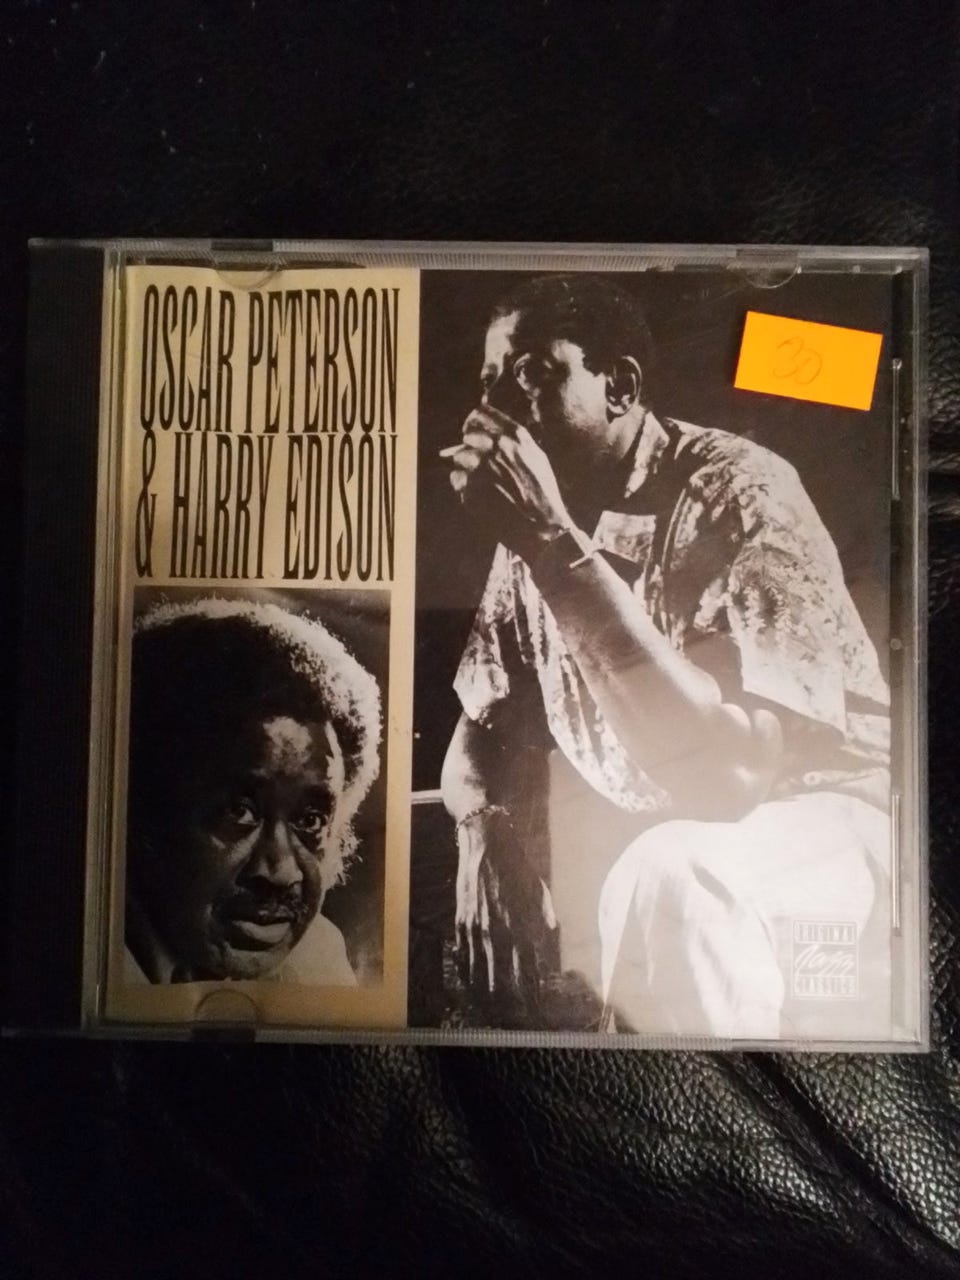 OSCAR PETERSON
& HARRY EDISON
30
ORIGINAL
Jazz
CLASSICS